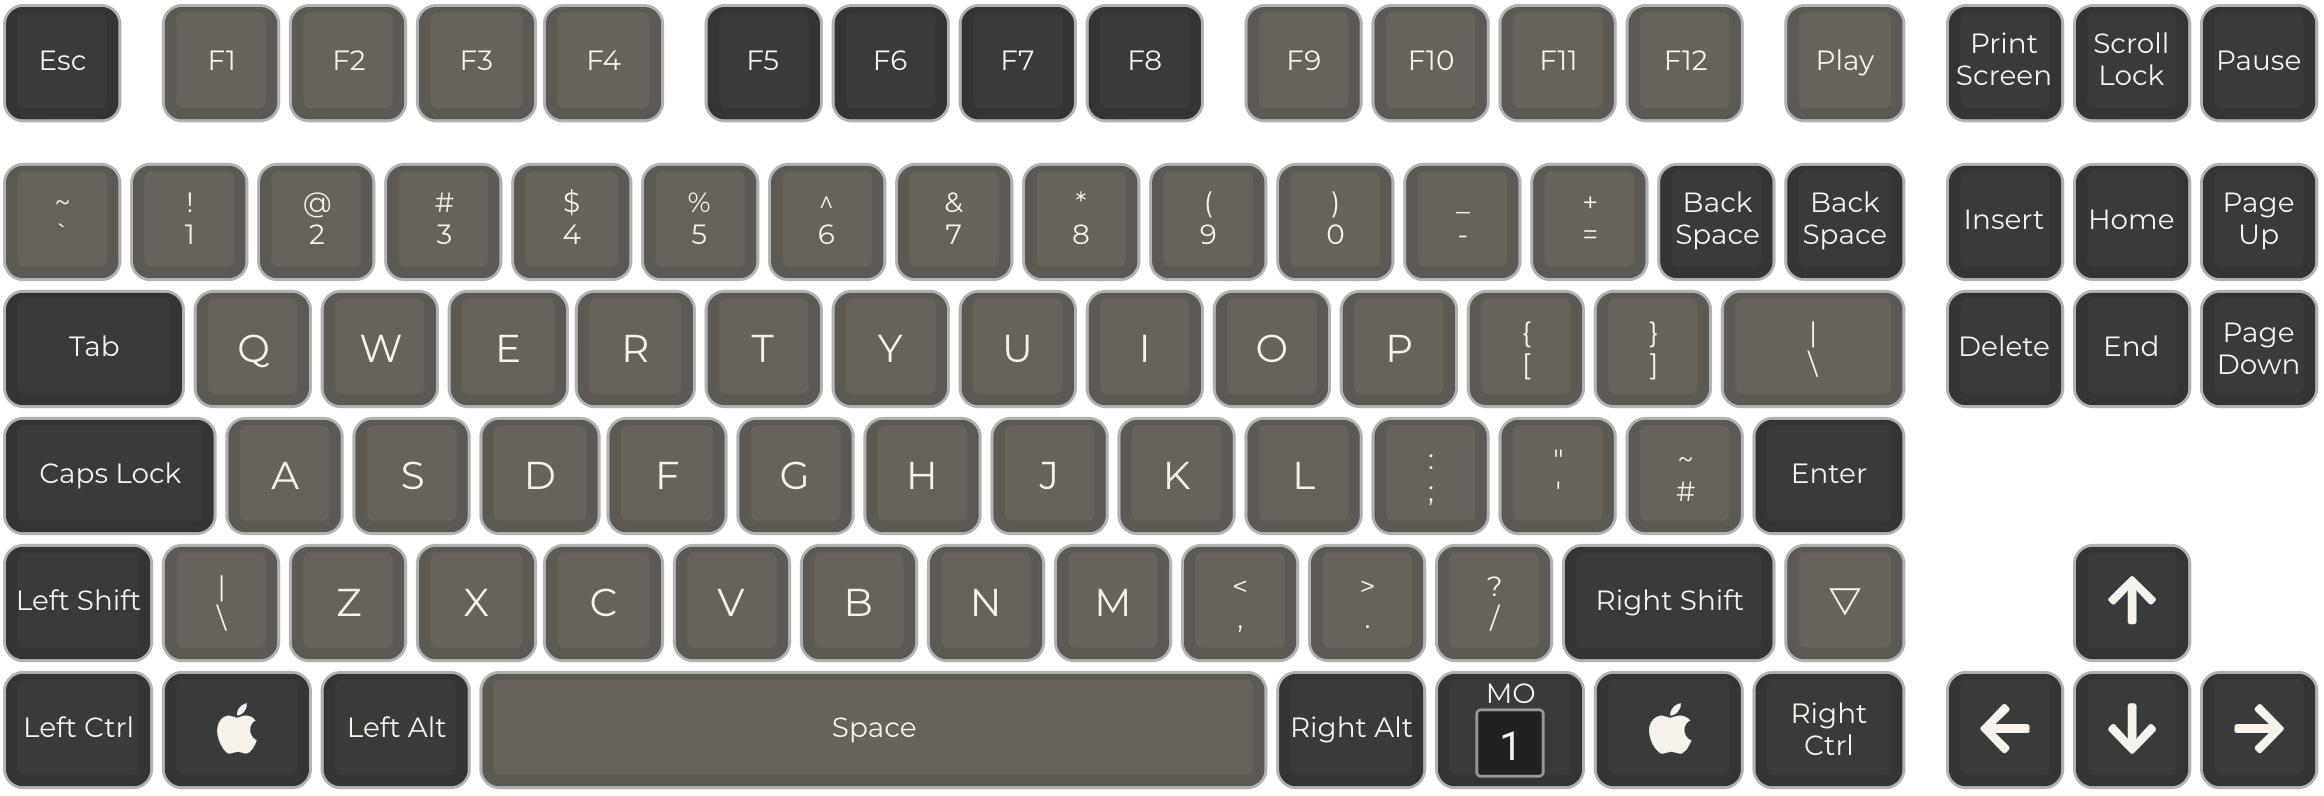 Esc F1 F2 F3 F4 F5 F6 F7 F8 F9 F10 F11 F12 Play Print Screen Scroll Lock Pause
~ ` ! 1 @ 2 # 3 $ 4 % 5 ^ 6 & 7 * 8 ( 9 ) 0 _ - + = Back Space Back Space Insert Home Page Up
Tab Q W E R T Y U I O P { [ } ] | \ Delete End Page Down
Caps Lock A S D F G H J K L : ; " ' ~ # Enter
Left Shift | \ Z X C V B N M < , > . ? / Right Shift ▽ ↑
Left Ctrl Left Alt Space Right Alt MO 1 Right Ctrl ← ↓ →